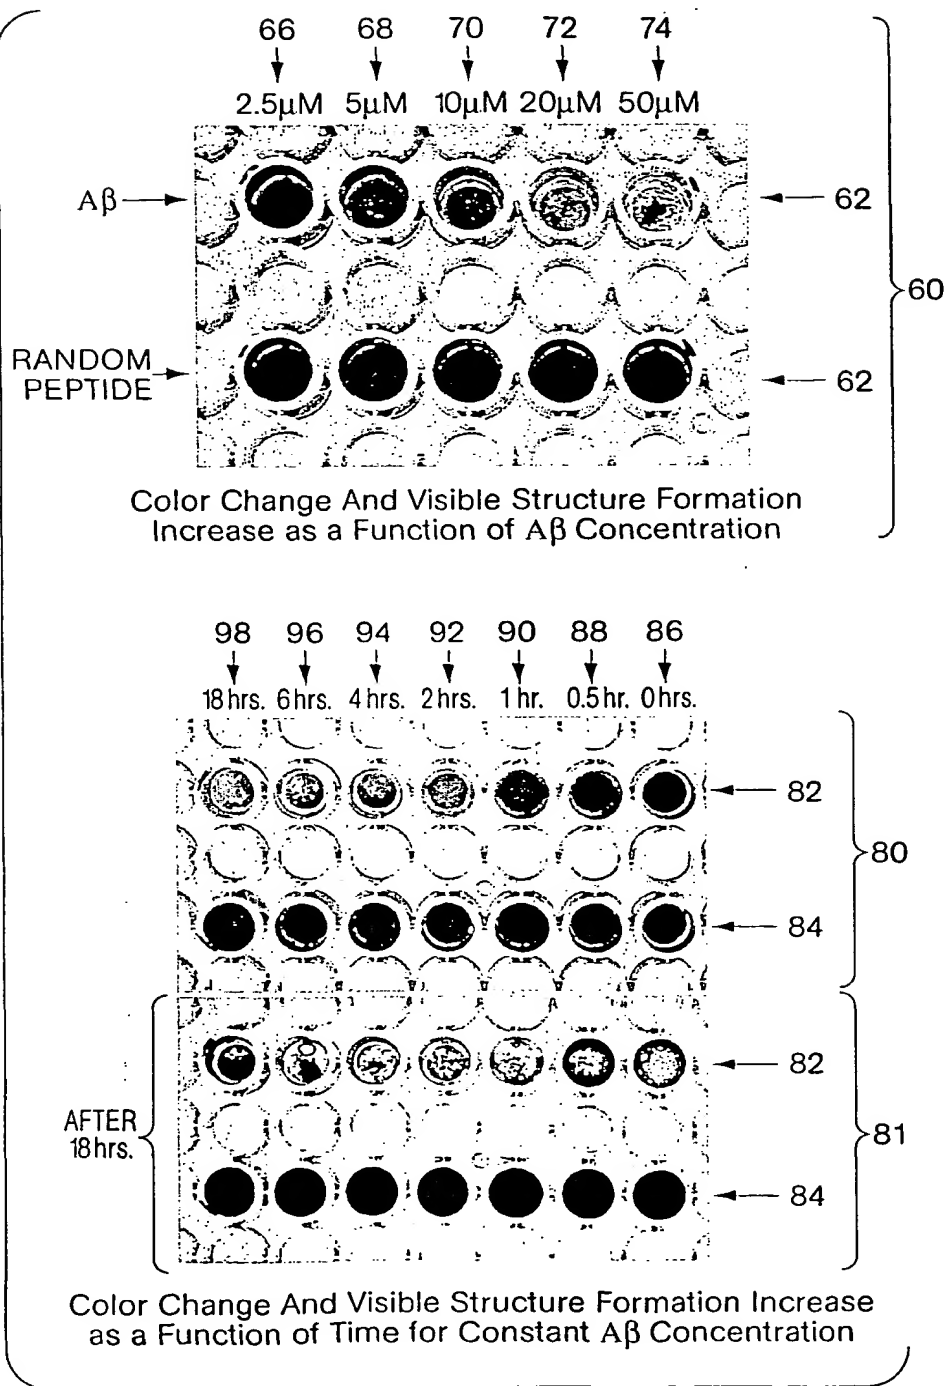 66 68 70 72 74
2.5µM 5µM 10µM 20µM 50µM
Aβ 62
60
RANDOM
PEPTIDE 62
Color Change And Visible Structure Formation
Increase as a Function of Aβ Concentration
98 96 94 92 90 88 86
18 hrs. 6 hrs. 4 hrs. 2 hrs. 1 hr. 0.5 hr. 0 hrs.
82
80
84
82
AFTER
18 hrs.
81
84
Color Change And Visible Structure Formation Increase
as a Function of Time for Constant Aβ Concentration